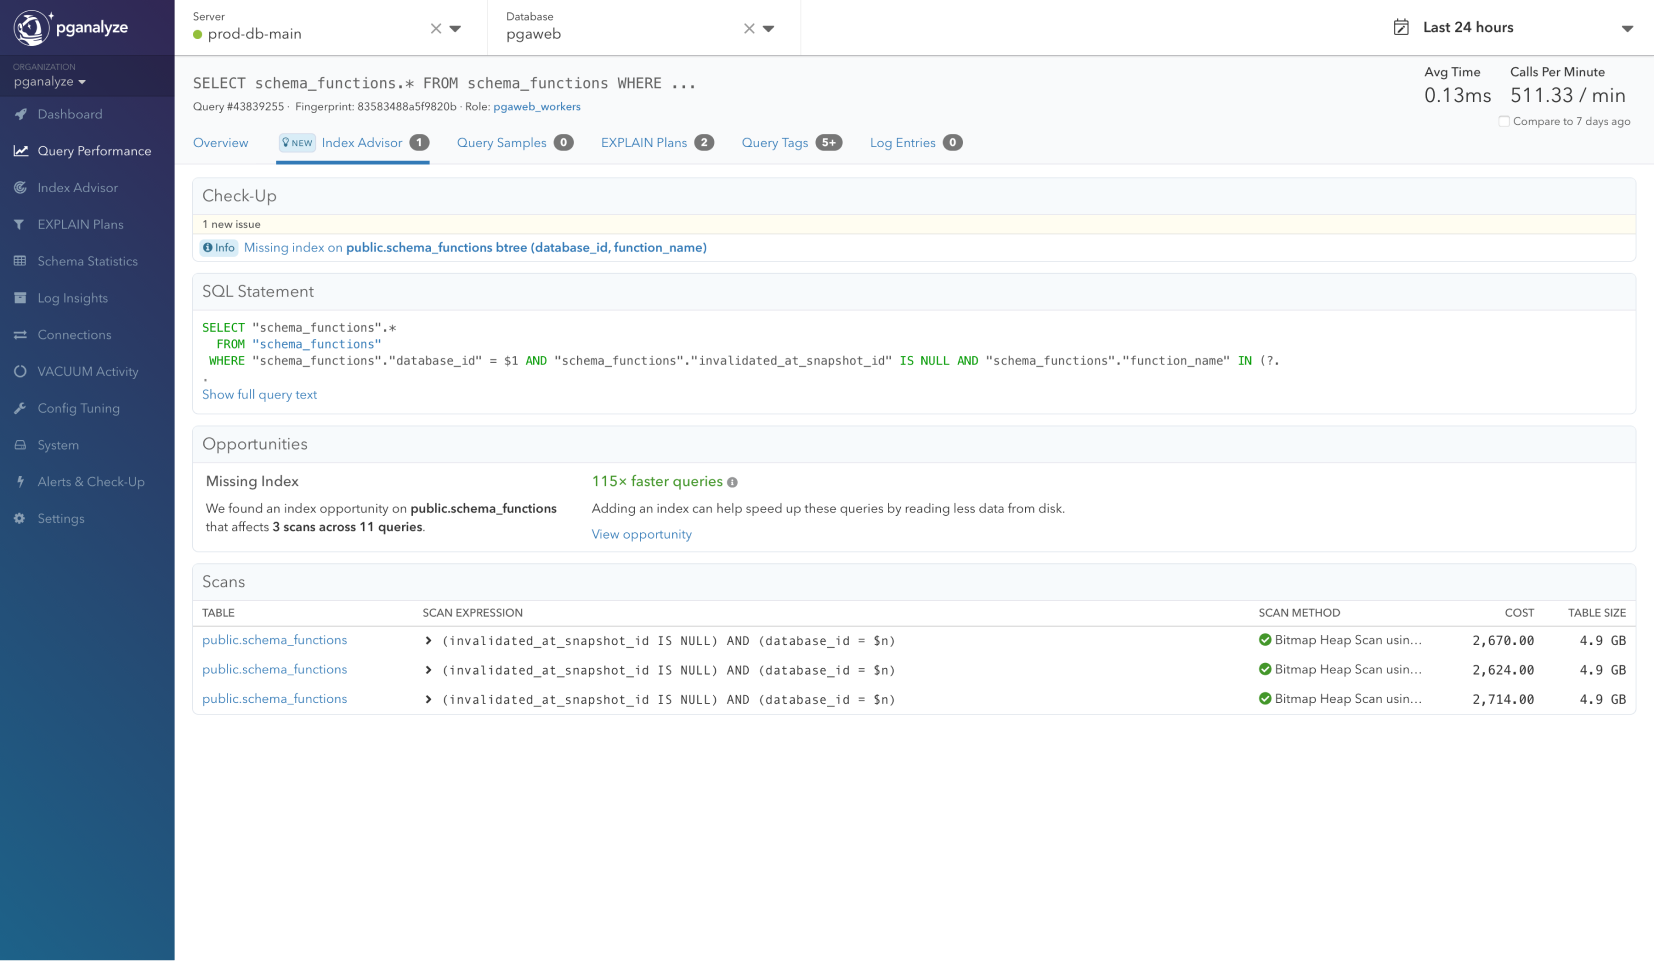 pganalyze
ORGANIZATION
pganalyze
Dashboard
Query Performance
Index Advisor
EXPLAIN Plans
Schema Statistics
Log Insights
Connections
VACUUM Activity
Config Tuning
System
Alerts & Check-Up
Settings
Server
prod-db-main
Database
pgaweb
Last 24 hours
SELECT schema_functions.* FROM schema_functions WHERE ...
Query #43839255 · Fingerprint: 83583488a5f9820b · Role: pgaweb_workers
Avg Time
0.13ms
Calls Per Minute
511.33 / min
Compare to 7 days ago
Overview
NEW Index Advisor 1
Query Samples 0
EXPLAIN Plans 2
Query Tags 5+
Log Entries 0
Check-Up
1 new issue
Info Missing index on public.schema_functions btree (database_id, function_name)
SQL Statement
SELECT "schema_functions".*
FROM "schema_functions"
WHERE "schema_functions"."database_id" = $1 AND "schema_functions"."invalidated_at_snapshot_id" IS NULL AND "schema_functions"."function_name" IN (?.
.
Show full query text
Opportunities
Missing Index
We found an index opportunity on public.schema_functions
that affects 3 scans across 11 queries.
115× faster queries
Adding an index can help speed up these queries by reading less data from disk.
View opportunity
Scans
TABLE SCAN EXPRESSION SCAN METHOD COST TABLE SIZE
public.schema_functions (invalidated_at_snapshot_id IS NULL) AND (database_id = $n) Bitmap Heap Scan usin... 2,670.00 4.9 GB
public.schema_functions (invalidated_at_snapshot_id IS NULL) AND (database_id = $n) Bitmap Heap Scan usin... 2,624.00 4.9 GB
public.schema_functions (invalidated_at_snapshot_id IS NULL) AND (database_id = $n) Bitmap Heap Scan usin... 2,714.00 4.9 GB